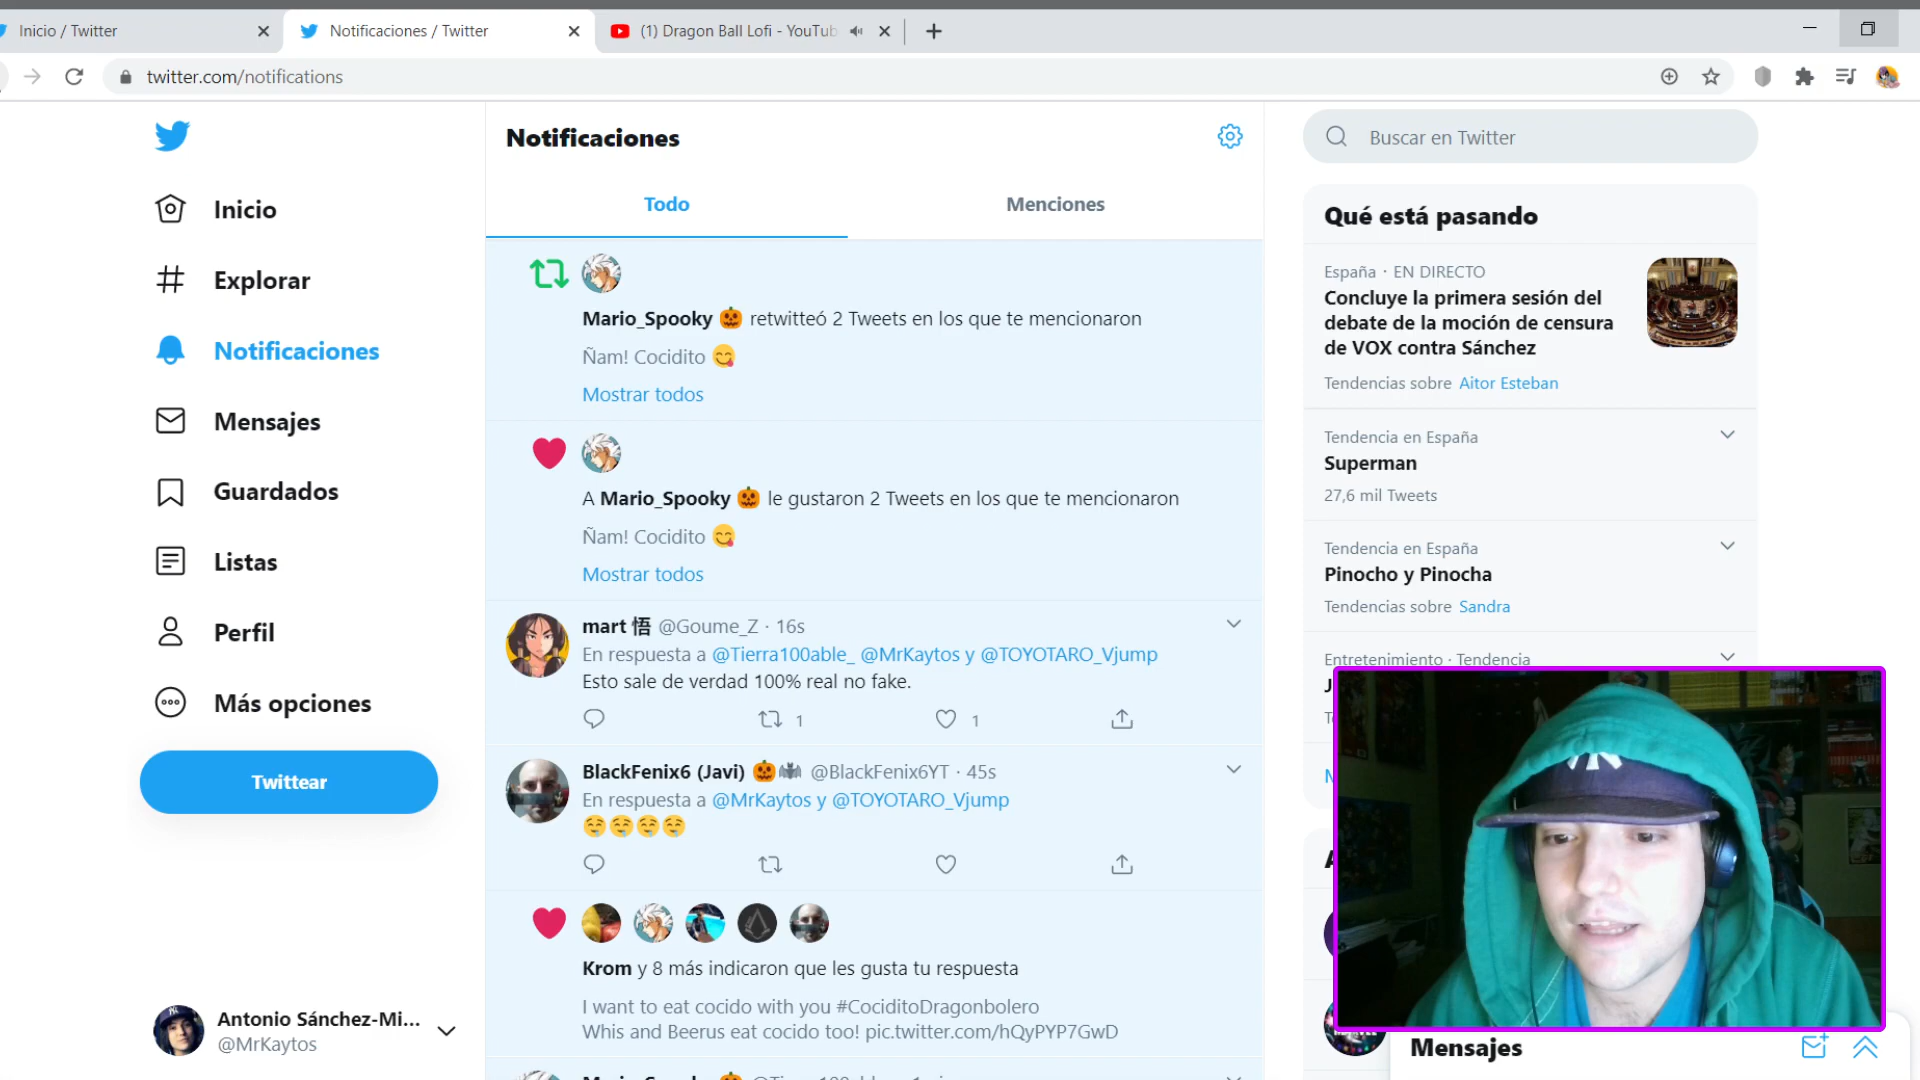 Inicio / Twitter
Notificaciones / Twitter
(1) Dragon Ball Lofi - YouTub
twitter.com/notifications
Inicio
Explorar
Notificaciones
Mensajes
Guardados
Listas
Perfil
Más opciones
Twittear
Antonio Sánchez-Mi...
@MrKaytos
Notificaciones
Todo
Menciones
Mario_Spooky 🎃 retwitteó 2 Tweets en los que te mencionaron
Ñam! Cocidito 😋
Mostrar todos
A Mario_Spooky 🎃 le gustaron 2 Tweets en los que te mencionaron
Ñam! Cocidito 😋
Mostrar todos
mart 悟 @Goume_Z · 16s
En respuesta a @Tierra100able_ @MrKaytos y @TOYOTARO_Vjump
Esto sale de verdad 100% real no fake.
1 1
BlackFenix6 (Javi) 🎃🦇 @BlackFenix6YT · 45s
En respuesta a @MrKaytos y @TOYOTARO_Vjump
🤤🤤🤤🤤
Krom y 8 más indicaron que les gusta tu respuesta
I want to eat cocido with you #CociditoDragonbolero
Whis and Beerus eat cocido too! pic.twitter.com/hQyPYP7GwD
Buscar en Twitter
Qué está pasando
España · EN DIRECTO
Concluye la primera sesión del
debate de la moción de censura
de VOX contra Sánchez
Tendencias sobre Aitor Esteban
Tendencia en España
Superman
27,6 mil Tweets
Tendencia en España
Pinocho y Pinocha
Tendencias sobre Sandra
Entretenimiento · Tendencia
Mensajes